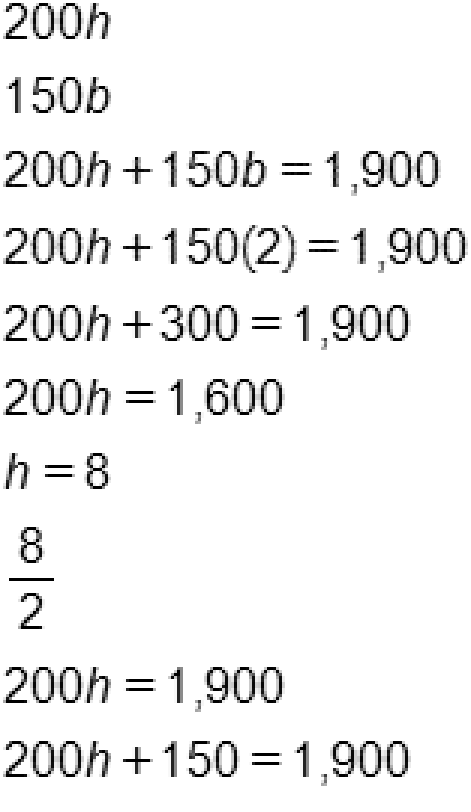 200h
150b
200h + 150b = 1,900
200h + 150(2) = 1,900
200h + 300 = 1,900
200h = 1,600
h = 8
8
2
200h = 1,900
200h + 150 = 1,900